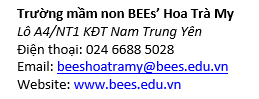 Trường mầm non BEEs’ Hoa Trà My
Lô A4/NT1 KĐT Nam Trung Yên
Điện thoại: 024 6688 5028
Email: beeshoatramy@bees.edu.vn
Website: www.bees.edu.vn